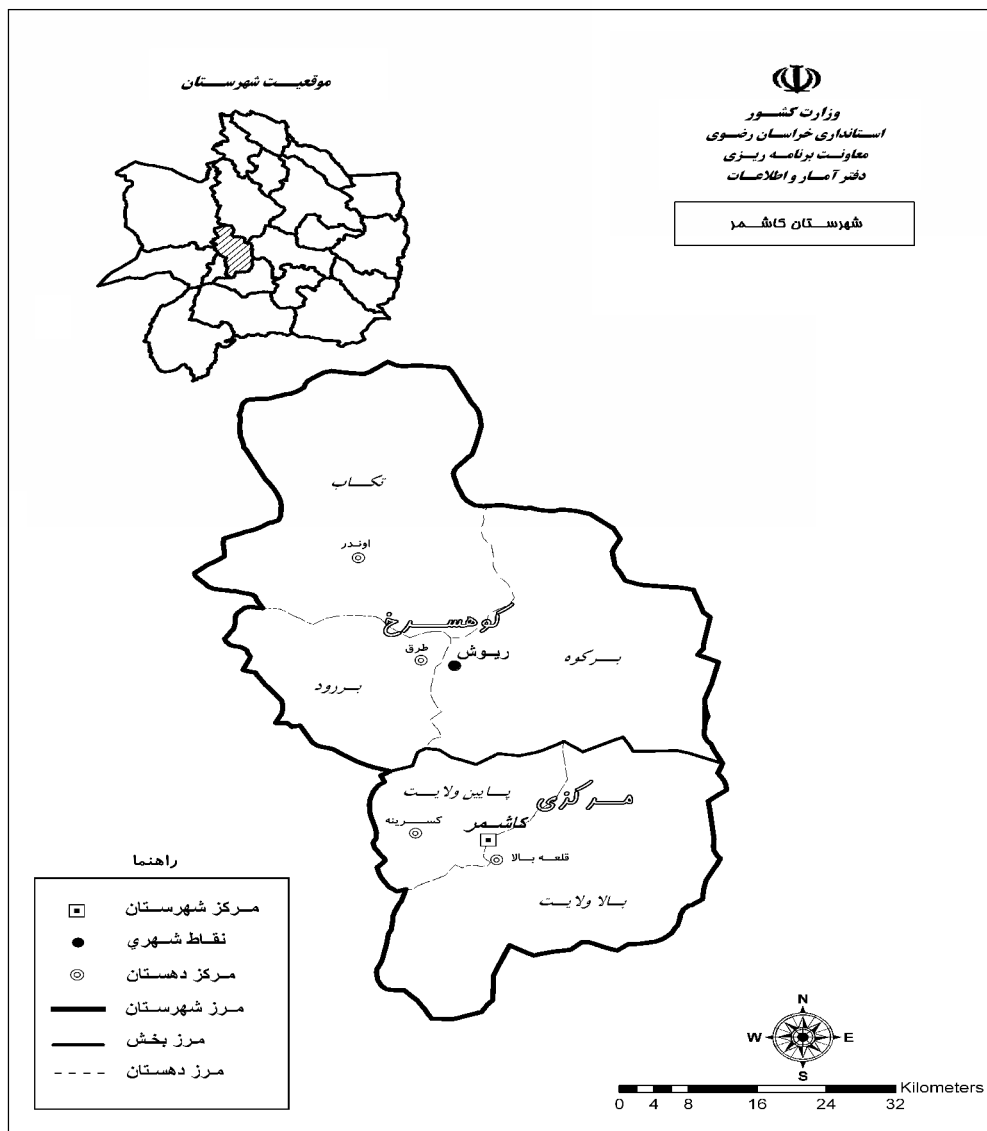 موقعیت شهرستان
وزارت کشور
استانداری خراسان رضوی
معاونت برنامه ریزی
دفتر آمار و اطلاعات
شهرستان کاشمر
تکاب
اوندر
کوهسرخ
طرق
ریوش
برکوه
بررود
پایین ولایت
مرکزی
کسرینه
کاشمر
قلعه بالا
بالا ولایت
راهنما
مرکز شهرستان
نقاط شهري
مرکز دهستان
مرز شهرستان
مرز بخش
مرز دهستان
N
W E
S
Kilometers
0 4 8 16 24 32